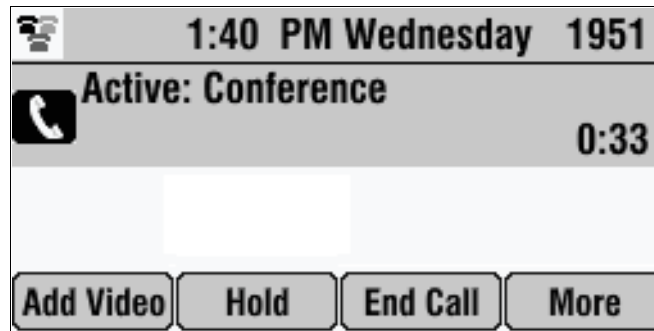 1:40 PM Wednesday 1951
Active: Conference
0:33
Add Video Hold End Call More